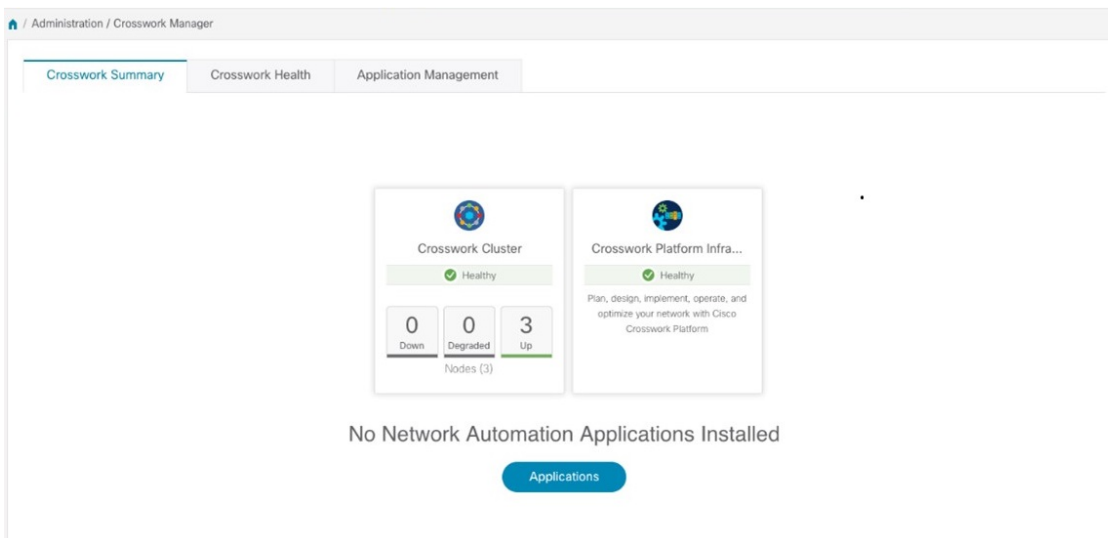 / Administration / Crosswork Manager
Crosswork Summary
Crosswork Health
Application Management
Crosswork Cluster
Healthy
0
Down
0
Degraded
3
Up
Nodes (3)
Crosswork Platform Infra...
Healthy
Plan, design, implement, operate, and
optimize your network with Cisco
Crosswork Platform
No Network Automation Applications Installed
Applications